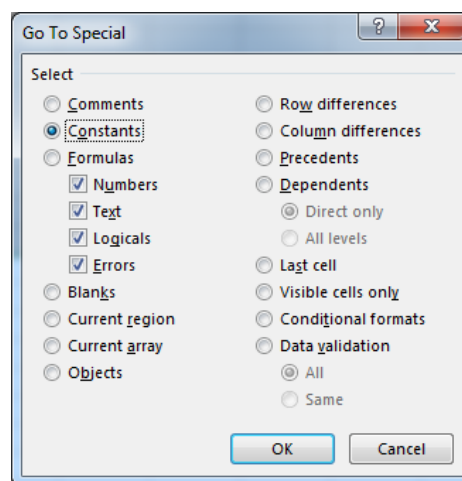 Go To Special
Select
Comments
Constants
Formulas
Numbers
Text
Logicals
Errors
Blanks
Current region
Current array
Objects
Row differences
Column differences
Precedents
Dependents
Direct only
All levels
Last cell
Visible cells only
Conditional formats
Data validation
All
Same
OK
Cancel